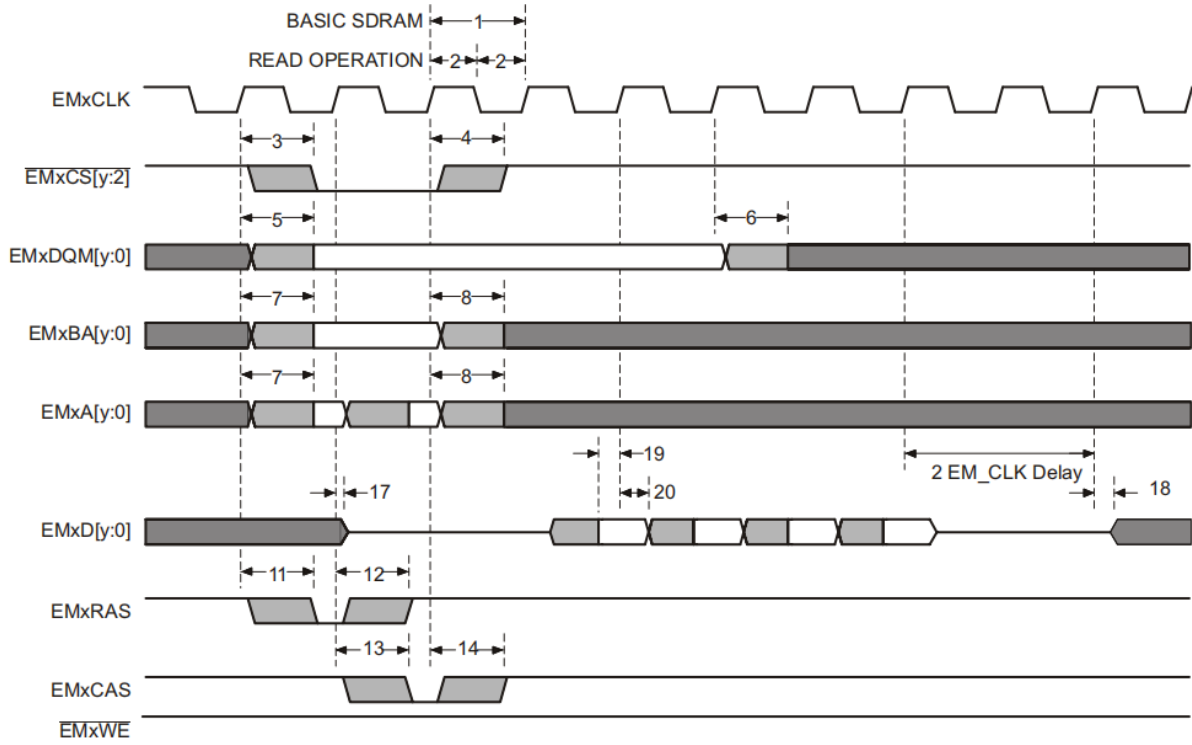 BASIC SDRAM 1
READ OPERATION 2 2
EMxCLK
3 4
EMxCS[y:2]
5 6
EMxDQM[y:0]
7 8
EMxBA[y:0]
7 8
EMxA[y:0]
19
2 EM_CLK Delay
17 20 18
EMxD[y:0]
11 12
EMxRAS
13 14
EMxCAS
EMxWE